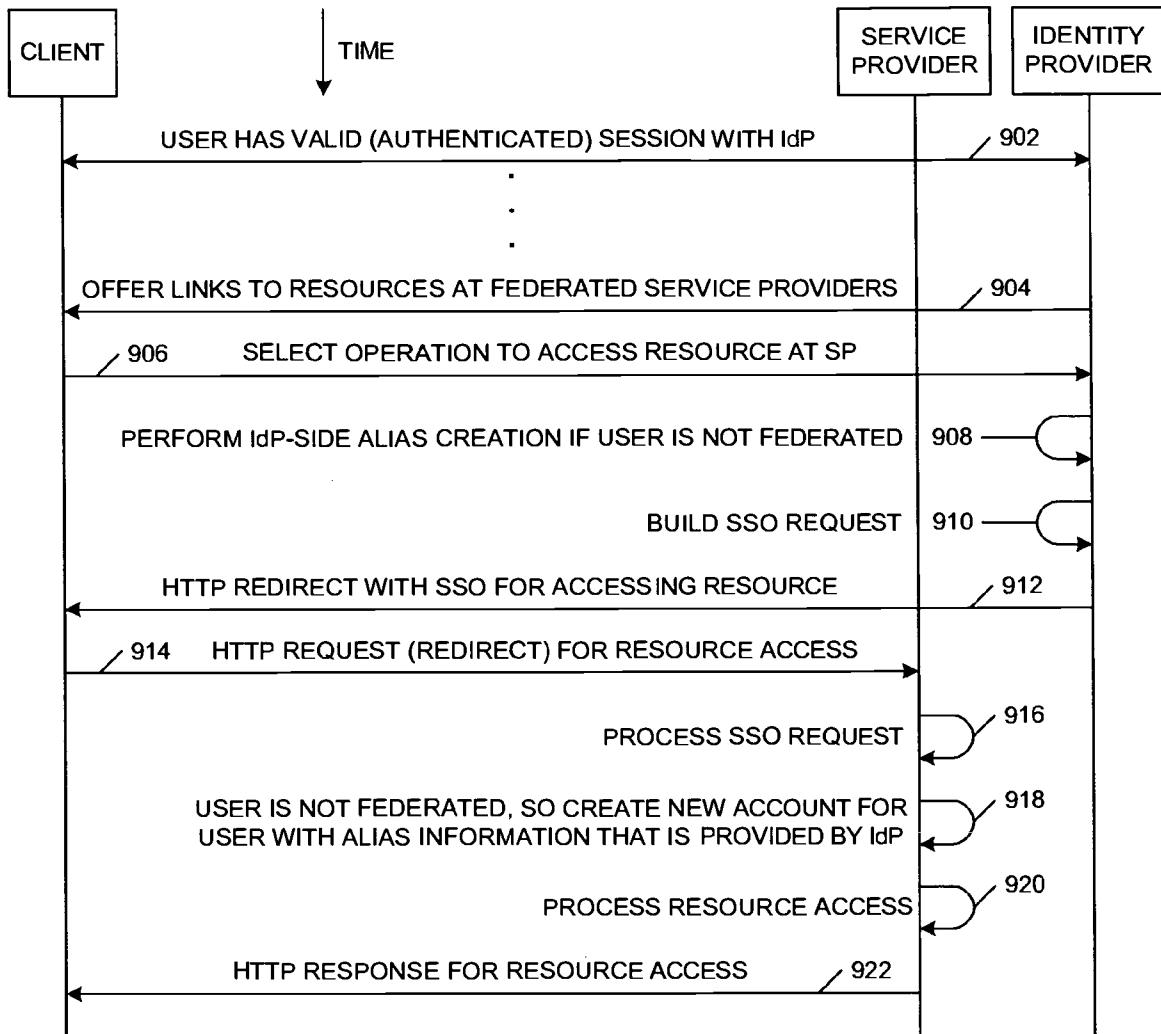 CLIENT
TIME
SERVICE
PROVIDER
IDENTITY
PROVIDER
USER HAS VALID (AUTHENTICATED) SESSION WITH IdP
902
OFFER LINKS TO RESOURCES AT FEDERATED SERVICE PROVIDERS
904
906
SELECT OPERATION TO ACCESS RESOURCE AT SP
PERFORM IdP-SIDE ALIAS CREATION IF USER IS NOT FEDERATED
908
BUILD SSO REQUEST
910
HTTP REDIRECT WITH SSO FOR ACCESSING RESOURCE
912
914
HTTP REQUEST (REDIRECT) FOR RESOURCE ACCESS
PROCESS SSO REQUEST
916
USER IS NOT FEDERATED, SO CREATE NEW ACCOUNT FOR
USER WITH ALIAS INFORMATION THAT IS PROVIDED BY IdP
918
PROCESS RESOURCE ACCESS
920
HTTP RESPONSE FOR RESOURCE ACCESS
922